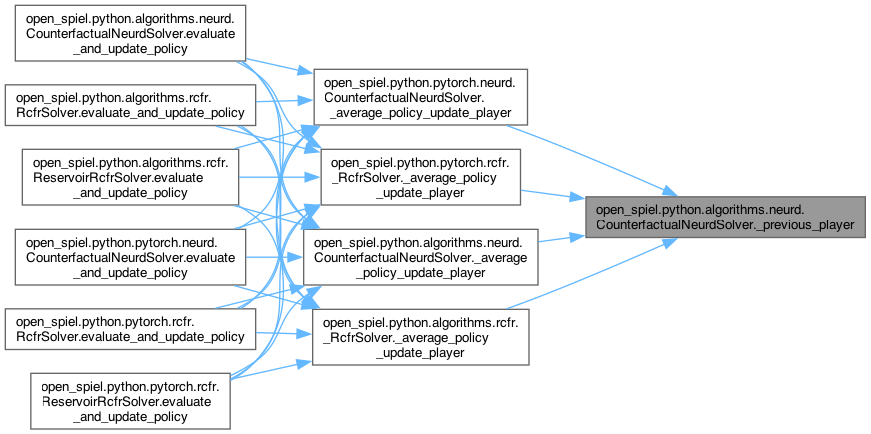 open_spiel.python.algorithms.neurd.
CounterfactualNeurdSolver.evaluate
_and_update_policy
open_spiel.python.algorithms.rcfr.
RcfrSolver.evaluate_and_update_policy
open_spiel.python.algorithms.rcfr.
ReservoirRcfrSolver.evaluate
_and_update_policy
open_spiel.python.pytorch.neurd.
CounterfactualNeurdSolver.evaluate
_and_update_policy
open_spiel.python.pytorch.rcfr.
RcfrSolver.evaluate_and_update_policy
open_spiel.python.pytorch.rcfr.
ReservoirRcfrSolver.evaluate
_and_update_policy
open_spiel.python.pytorch.neurd.
CounterfactualNeurdSolver.
_average_policy_update_player
open_spiel.python.pytorch.rcfr.
_RcfrSolver._average_policy
_update_player
open_spiel.python.algorithms.neurd.
CounterfactualNeurdSolver._average
_policy_update_player
open_spiel.python.algorithms.rcfr.
_RcfrSolver._average_policy
_update_player
open_spiel.python.algorithms.neurd.
CounterfactualNeurdSolver._previous_player